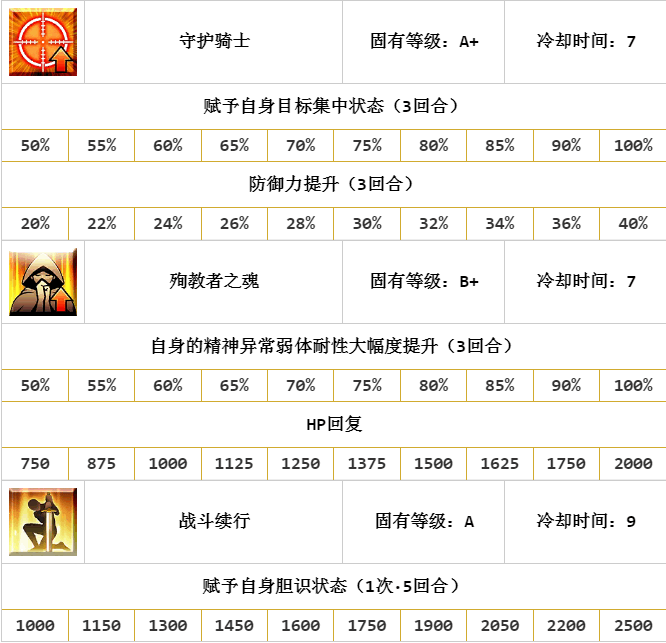 守护骑士 固有等级：A+ 冷却时间：7
赋予自身目标集中状态（3回合）
50% 55% 60% 65% 70% 75% 80% 85% 90% 100%
防御力提升（3回合）
20% 22% 24% 26% 28% 30% 32% 34% 36% 40%
殉教者之魂 固有等级：B+ 冷却时间：7
自身的精神异常弱体耐性大幅度提升（3回合）
50% 55% 60% 65% 70% 75% 80% 85% 90% 100%
HP回复
750 875 1000 1125 1250 1375 1500 1625 1750 2000
战斗续行 固有等级：A 冷却时间：9
赋予自身胆识状态（1次·5回合）
1000 1150 1300 1450 1600 1750 1900 2050 2200 2500